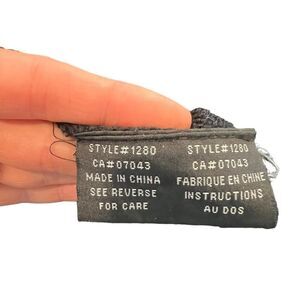 STYLE#1280
CA#07043
MADE IN CHINA
SEE REVERSE
FOR CARE
STYLE#1280
CA#07043
FABRIQUE EN CHINE
INSTRUCTIONS
AU DOS